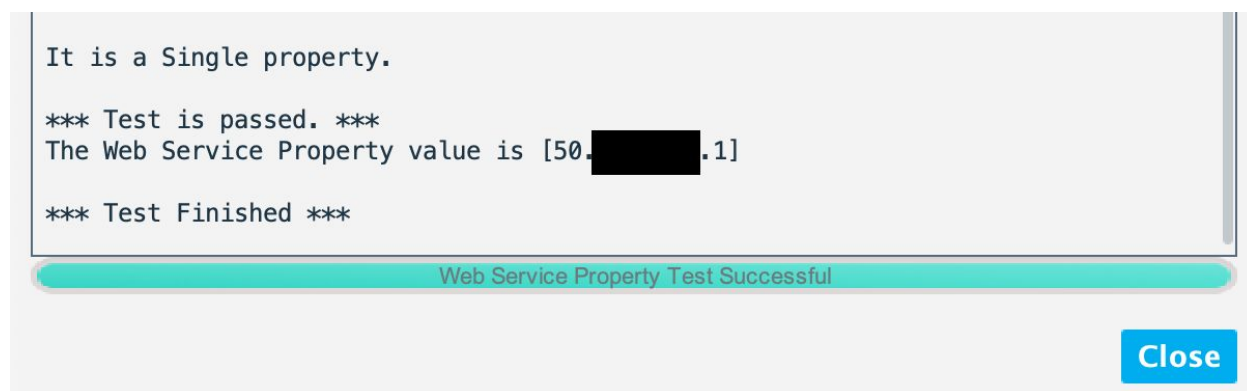 It is a Single property.
*** Test is passed. ***
The Web Service Property value is [50. .1]
*** Test Finished ***
Web Service Property Test Successful
Close